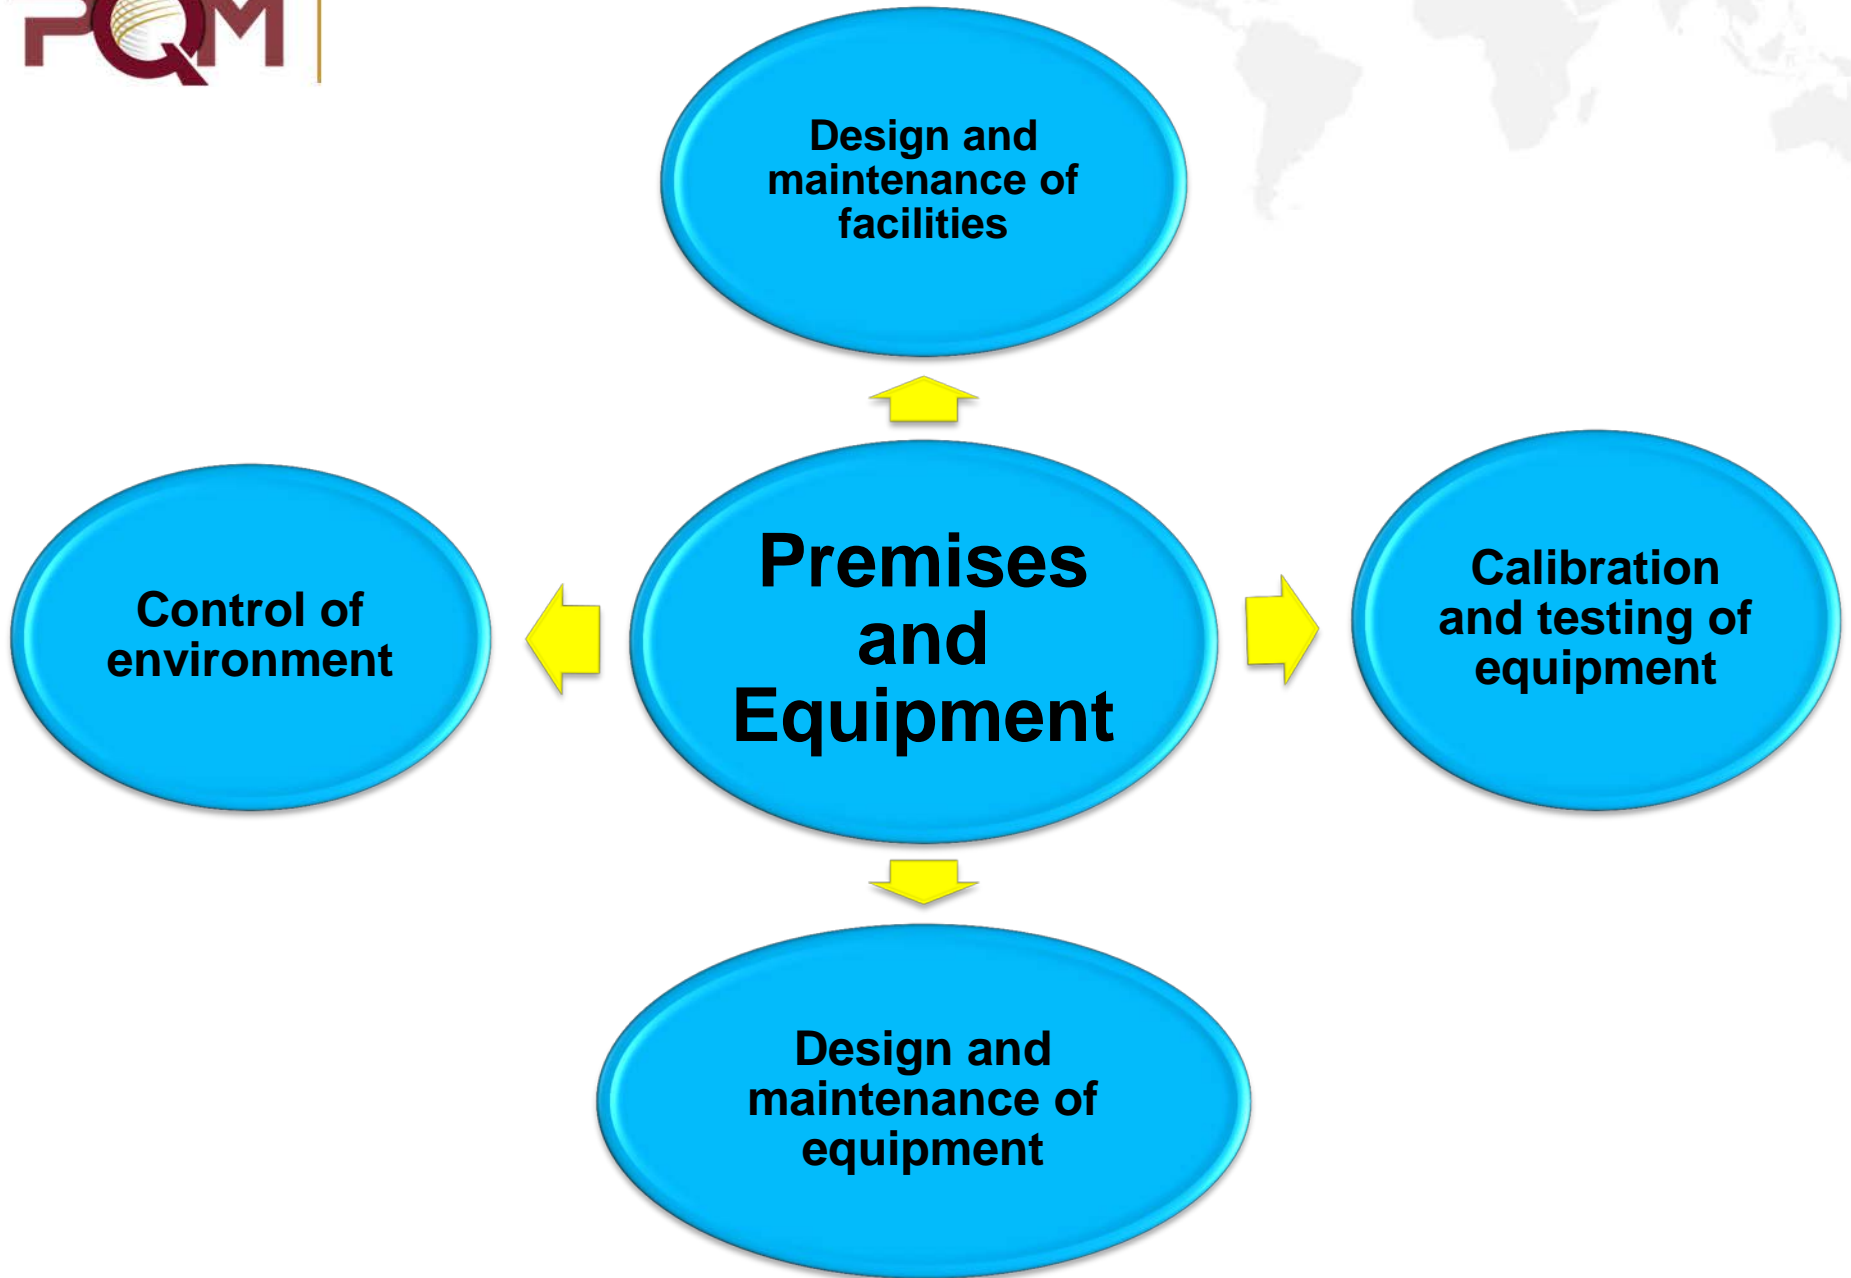 PQM
Design and
maintenance of
facilities
Control of
environment
Premises
and
Equipment
Calibration
and testing of
equipment
Design and
maintenance of
equipment